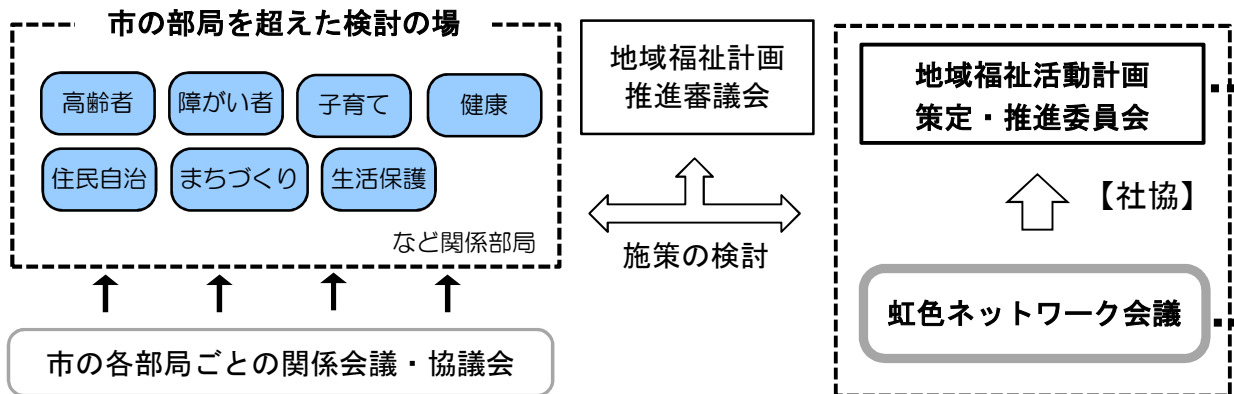 市の部局を超えた検討の場
高齢者
障がい者
子育て
健康
住民自治
まちづくり
生活保護
など関係部局
市の各部局ごとの関係会議・協議会
地域福祉計画
推進審議会
施策の検討
地域福祉活動計画
策定・推進委員会
【社協】
虹色ネットワーク会議